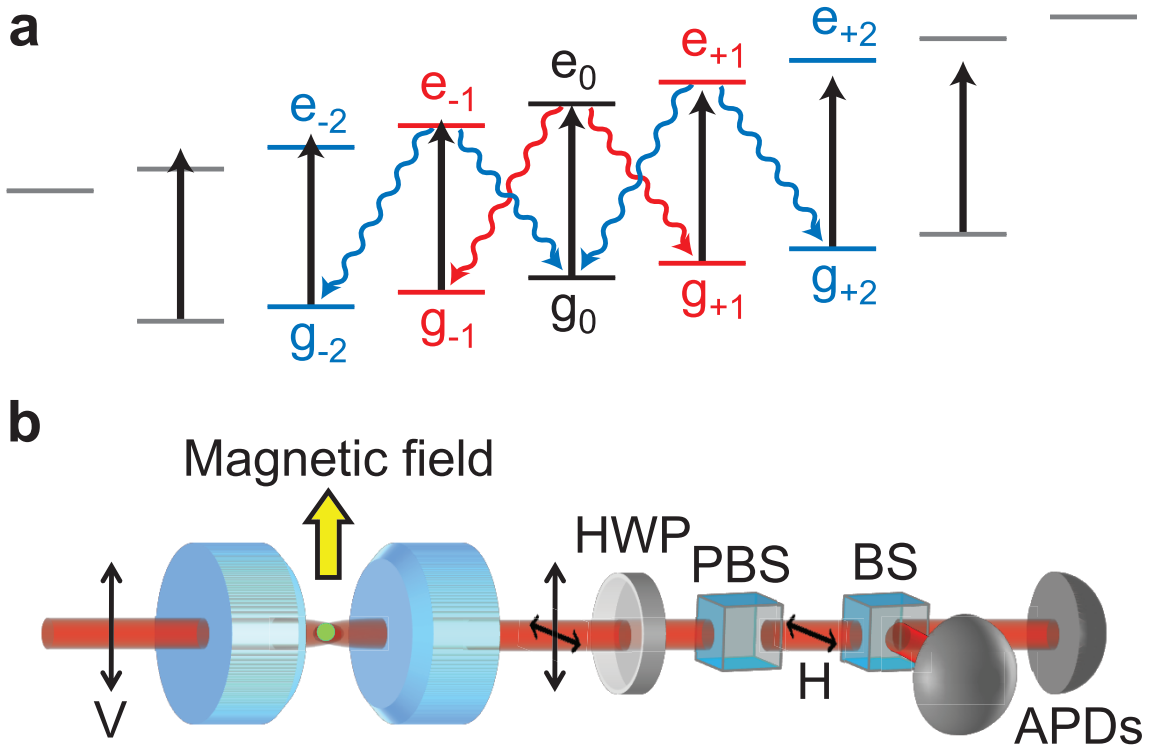 a
e₋₂ e₋₁ e₀ e₊₁ e₊₂
g₋₂ g₋₁ g₀ g₊₁ g₊₂
b
Magnetic field
HWP PBS BS
V
H
APDs